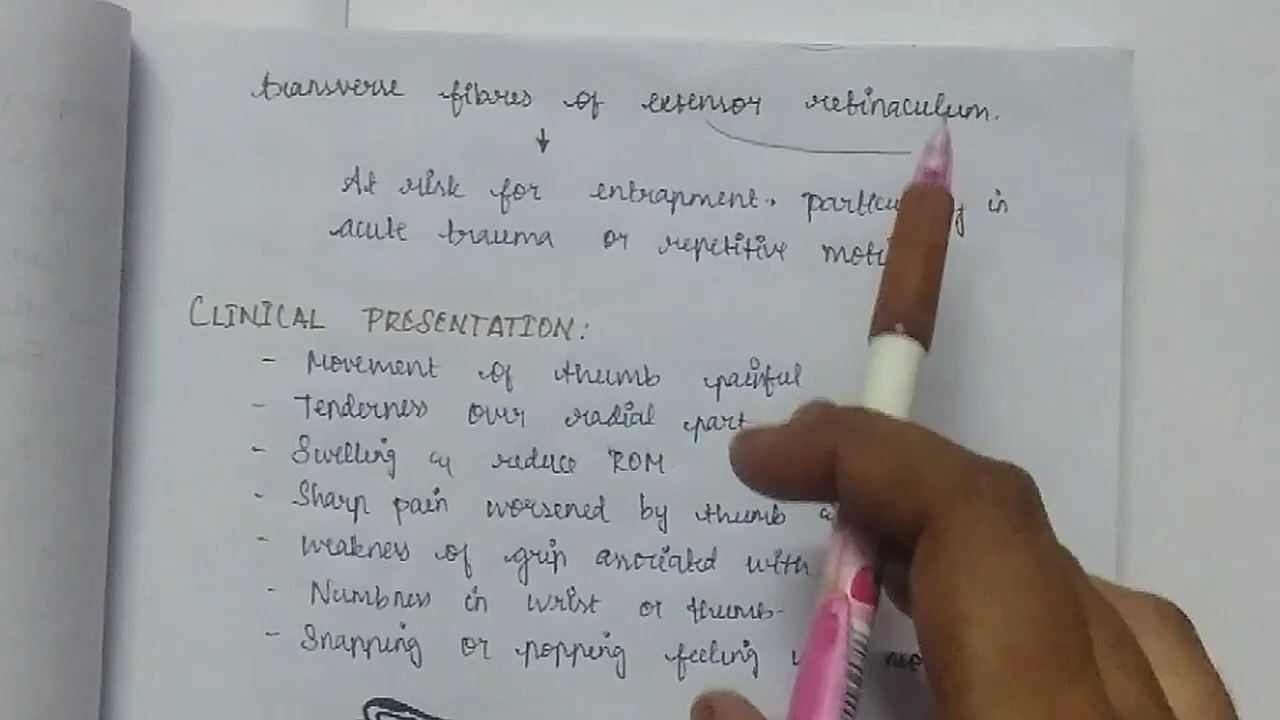 transverse fibres of extensor retinaculum.
↓
At risk for entrapment. in
acute trauma or repetitive
CLINICAL PRESENTATION:
- Movement of thumb painful
- Tenderness over radial part
- Swelling reduce ROM
- Sharp pain worsened by thumb
- Weakness of grip associated with
- Numbness in wrist or thumb-
- Snapping or popping feeling